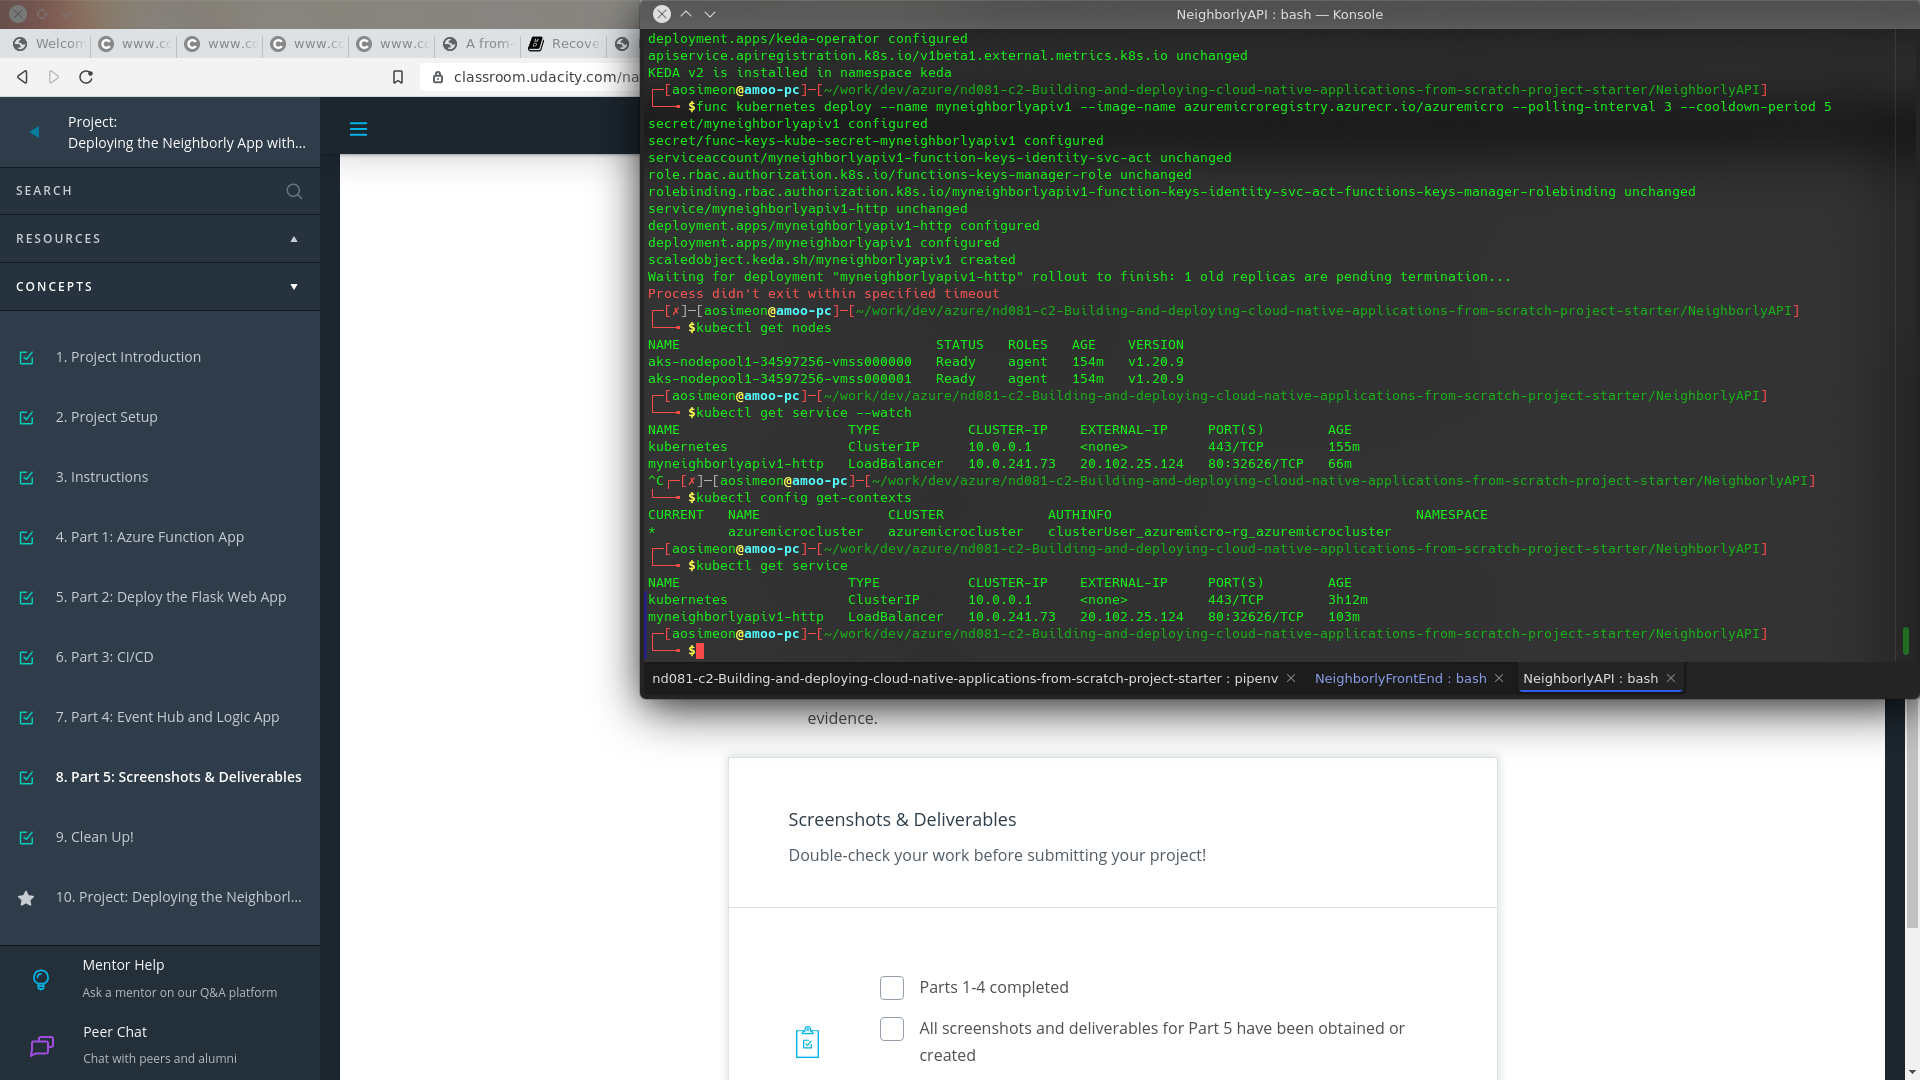 NeighborlyAPI : bash — Konsole
Welcom
www.cc
www.cc
www.cc
www.cc
A from-
Recove
classroom.udacity.com/na
Project:
Deploying the Neighborly App with...
SEARCH
RESOURCES
CONCEPTS
1. Project Introduction
2. Project Setup
3. Instructions
4. Part 1: Azure Function App
5. Part 2: Deploy the Flask Web App
6. Part 3: CI/CD
7. Part 4: Event Hub and Logic App
8. Part 5: Screenshots & Deliverables
9. Clean Up!
10. Project: Deploying the Neighborl...
Mentor Help
Ask a mentor on our Q&A platform
Peer Chat
Chat with peers and alumni
deployment.apps/keda-operator configured
apiservice.apiregistration.k8s.io/v1beta1.external.metrics.k8s.io unchanged
KEDA v2 is installed in namespace keda
┌─[aosimeon@amoo-pc]─[~/work/dev/azure/nd081-c2-Building-and-deploying-cloud-native-applications-from-scratch-project-starter/NeighborlyAPI]
└──╼ $func kubernetes deploy --name myneighborlyapiv1 --image-name azuremicroregistry.azurecr.io/azuremicro --polling-interval 3 --cooldown-period 5
secret/myneighborlyapiv1 configured
secret/func-keys-kube-secret-myneighborlyapiv1 configured
serviceaccount/myneighborlyapiv1-function-keys-identity-svc-act unchanged
role.rbac.authorization.k8s.io/functions-keys-manager-role unchanged
rolebinding.rbac.authorization.k8s.io/myneighborlyapiv1-function-keys-identity-svc-act-functions-keys-manager-rolebinding unchanged
service/myneighborlyapiv1-http unchanged
deployment.apps/myneighborlyapiv1-http configured
deployment.apps/myneighborlyapiv1 configured
scaledobject.keda.sh/myneighborlyapiv1 created
Waiting for deployment "myneighborlyapiv1-http" rollout to finish: 1 old replicas are pending termination...
Process didn't exit within specified timeout
┌─[✗]─[aosimeon@amoo-pc]─[~/work/dev/azure/nd081-c2-Building-and-deploying-cloud-native-applications-from-scratch-project-starter/NeighborlyAPI]
└──╼ $kubectl get nodes
NAME STATUS ROLES AGE VERSION
aks-nodepool1-34597256-vmss000000 Ready agent 154m v1.20.9
aks-nodepool1-34597256-vmss000001 Ready agent 154m v1.20.9
┌─[aosimeon@amoo-pc]─[~/work/dev/azure/nd081-c2-Building-and-deploying-cloud-native-applications-from-scratch-project-starter/NeighborlyAPI]
└──╼ $kubectl get service --watch
NAME TYPE CLUSTER-IP EXTERNAL-IP PORT(S) AGE
kubernetes ClusterIP 10.0.0.1 <none> 443/TCP 155m
myneighborlyapiv1-http LoadBalancer 10.0.241.73 20.102.25.124 80:32626/TCP 66m
^C┌─[✗]─[aosimeon@amoo-pc]─[~/work/dev/azure/nd081-c2-Building-and-deploying-cloud-native-applications-from-scratch-project-starter/NeighborlyAPI]
└──╼ $kubectl config get-contexts
CURRENT NAME CLUSTER AUTHINFO NAMESPACE
* azuremicrocluster azuremicrocluster clusterUser_azuremicro-rg_azuremicrocluster
┌─[aosimeon@amoo-pc]─[~/work/dev/azure/nd081-c2-Building-and-deploying-cloud-native-applications-from-scratch-project-starter/NeighborlyAPI]
└──╼ $kubectl get service
NAME TYPE CLUSTER-IP EXTERNAL-IP PORT(S) AGE
kubernetes ClusterIP 10.0.0.1 <none> 443/TCP 3h12m
myneighborlyapiv1-http LoadBalancer 10.0.241.73 20.102.25.124 80:32626/TCP 103m
┌─[aosimeon@amoo-pc]─[~/work/dev/azure/nd081-c2-Building-and-deploying-cloud-native-applications-from-scratch-project-starter/NeighborlyAPI]
└──╼ $
nd081-c2-Building-and-deploying-cloud-native-applications-from-scratch-project-starter : pipenv
NeighborlyFrontEnd : bash
NeighborlyAPI : bash
evidence.
Screenshots & Deliverables
Double-check your work before submitting your project!
Parts 1-4 completed
All screenshots and deliverables for Part 5 have been obtained or
created